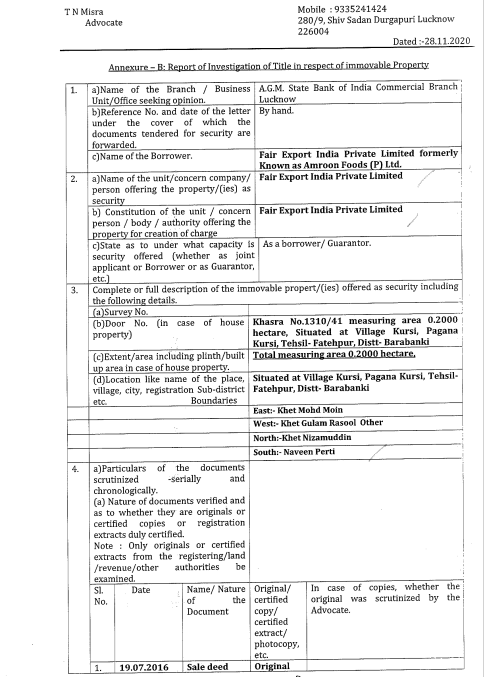 T N Misra
Advocate
Mobile : 9335241424
280/9, Shiv Sadan Durgapuri Lucknow
226004
Dated :-28.11.2020
Annexure – B: Report of Investigation of Title in respect of immovable Property
1.
a)Name of the Branch / Business
Unit/Office seeking opinion.
A.G.M. State Bank of India Commercial Branch
Lucknow
b)Reference No. and date of the letter
under the cover of which the
documents tendered for security are
forwarded.
By hand.
c)Name of the Borrower.
Fair Export India Private Limited formerly
Known as Amroon Foods (P) Ltd.
2.
a)Name of the unit/concern company/
person offering the property/(ies) as
security
Fair Export India Private Limited
b) Constitution of the unit / concern
person / body / authority offering the
property for creation of charge
Fair Export India Private Limited
c)State as to under what capacity is
security offered (whether as joint
applicant or Borrower or as Guarantor,
etc.)
As a borrower/ Guarantor.
3.
Complete or full description of the immovable propert/(ies) offered as security including
the following details.
(a)Survey No.
(b)Door No. (in case of house
property)
Khasra No.1310/41 measuring area 0.2000
hectare, Situated at Village Kursi, Pagana
Kursi, Tehsil- Fatehpur, Distt- Barabanki
(c)Extent/area including plinth/built
up area in case of house property.
Total measuring area 0.2000 hectare.
(d)Location like name of the place,
village, city, registration Sub-district
etc. Boundaries
Situated at Village Kursi, Pagana Kursi, Tehsil-
Fatehpur, Distt- Barabanki
East:- Khet Mohd Moin
West:- Khet Gulam Rasool Other
North:-Khet Nizamuddin
South:- Naveen Perti
4.
a)Particulars of the documents
scrutinized -serially and
chronologically.
(a) Nature of documents verified and
as to whether they are originals or
certified copies or registration
extracts duly certified.
Note : Only originals or certified
extracts from the registering/land
/revenue/other authorities be
examined.
Sl.
No.
Date
Name/ Nature
of the
Document
Original/
certified
copy/
certified
extract/
photocopy,
etc.
In case of copies, whether the
original was scrutinized by the
Advocate.
1.
19.07.2016
Sale deed
Original